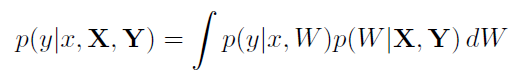 p(y|x, X, Y) = ∫ p(y|x, W)p(W|X, Y) dW